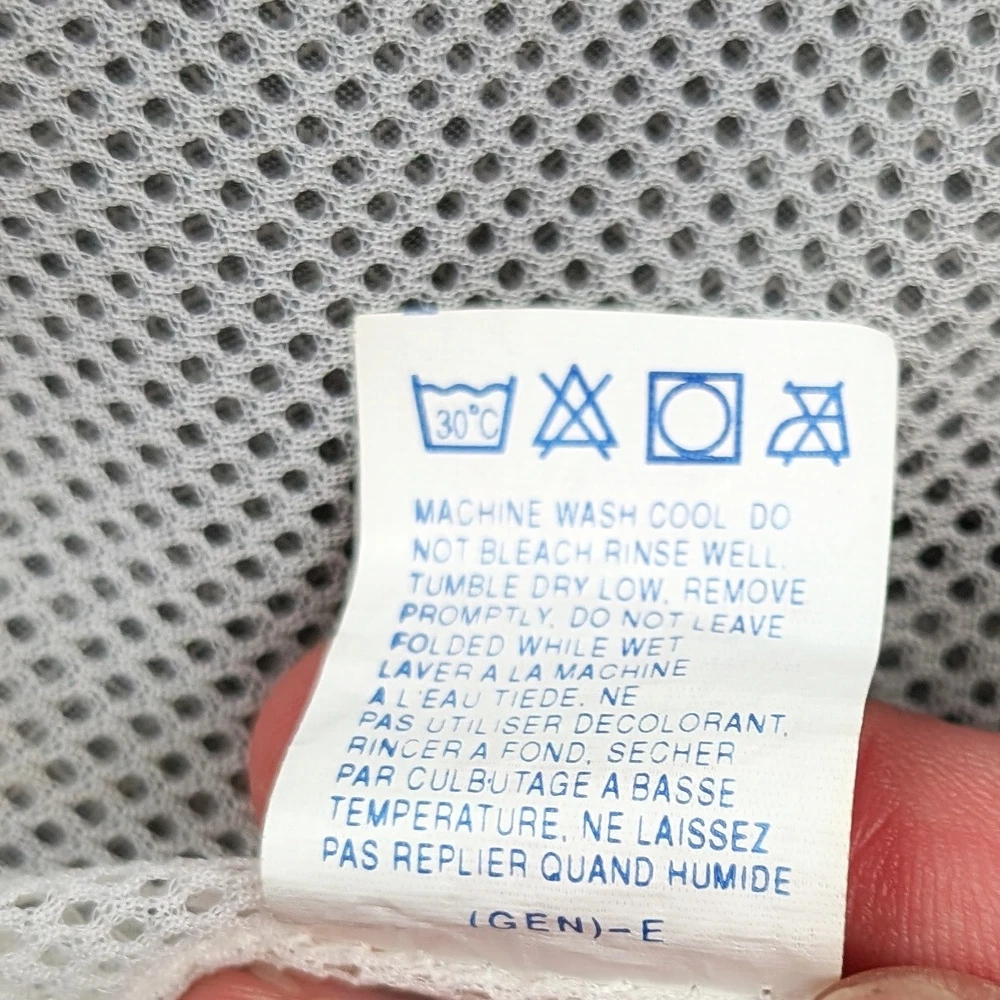 30°C
MACHINE WASH COOL DO
NOT BLEACH RINSE WELL.
TUMBLE DRY LOW, REMOVE
PROMPTLY, DO NOT LEAVE
FOLDED WHILE WET
LAVER A LA MACHINE
A L'EAU TIEDE. NE
PAS UTILISER DECOLORANT,
RINCER A FOND, SECHER
PAR CULBUTAGE A BASSE
TEMPERATURE, NE LAISSEZ
PAS REPLIER QUAND HUMIDE
(GEN)-E